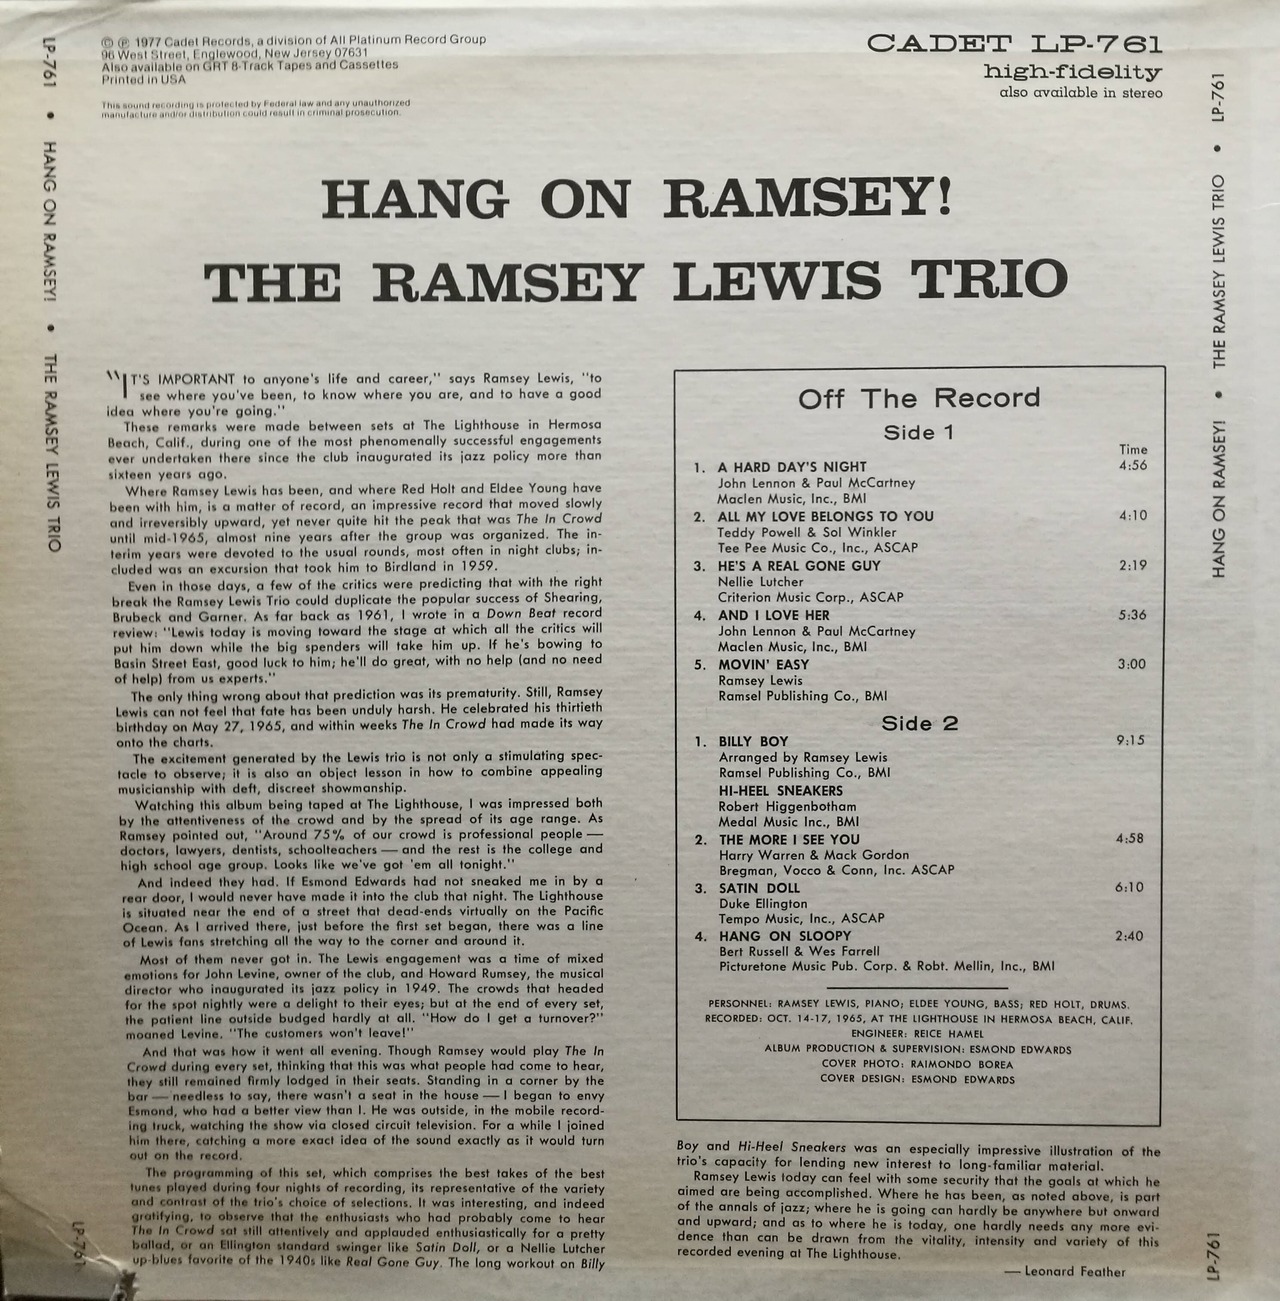 © ℗ 1977 Cadet Records, a division of All Platinum Record Group
96 West Street, Englewood, New Jersey 07631
Also available on GRT 8-Track Tapes and Cassettes
Printed in USA
This sound recording is protected by Federal law and any unauthorized
manufacture and/or distribution could result in criminal prosecution.
CADET LP-761
high-fidelity
also available in stereo
LP-761 • HANG ON RAMSEY! • THE RAMSEY LEWIS TRIO
LP-761
HANG ON RAMSEY!
THE RAMSEY LEWIS TRIO
"IT'S IMPORTANT to anyone's life and career," says Ramsey Lewis, "to
see where you've been, to know where you are, and to have a good
idea where you're going."
These remarks were made between sets at The Lighthouse in Hermosa
Beach, Calif., during one of the most phenomenally successful engagements
ever undertaken there since the club inaugurated its jazz policy more than
sixteen years ago.
Where Ramsey Lewis has been, and where Red Holt and Eldee Young have
been with him, is a matter of record, an impressive record that moved slowly
and irreversibly upward, yet never quite hit the peak that was The In Crowd
until mid-1965, almost nine years after the group was organized. The in-
terim years were devoted to the usual rounds, most often in night clubs; in-
cluded was an excursion that took him to Birdland in 1959.
Even in those days, a few of the critics were predicting that with the right
break the Ramsey Lewis Trio could duplicate the popular success of Shearing,
Brubeck and Garner. As far back as 1961, I wrote in a Down Beat record
review: "Lewis today is moving toward the stage at which all the critics will
put him down while the big spenders will take him up. If he's bowing to
Basin Street East, good luck to him; he'll do great, with no help (and no need
of help) from us experts."
The only thing wrong about that prediction was its prematurity. Still, Ramsey
Lewis can not feel that fate has been unduly harsh. He celebrated his thirtieth
birthday on May 27, 1965, and within weeks The In Crowd had made its way
onto the charts.
The excitement generated by the Lewis trio is not only a stimulating spec-
tacle to observe; it is also an object lesson in how to combine appealing
musicianship with deft, discreet showmanship.
Watching this album being taped at The Lighthouse, I was impressed both
by the attentiveness of the crowd and by the spread of its age range. As
Ramsey pointed out, "Around 75% of our crowd is professional people —
doctors, lawyers, dentists, schoolteachers — and the rest is the college and
high school age group. Looks like we've got 'em all tonight."
And indeed they had. If Esmond Edwards had not sneaked me in by a
rear door, I would never have made it into the club that night. The Lighthouse
is situated near the end of a street that dead-ends virtually on the Pacific
Ocean. As I arrived there, just before the first set began, there was a line
of Lewis fans stretching all the way to the corner and around it.
Most of them never got in. The Lewis engagement was a time of mixed
emotions for John Levine, owner of the club, and Howard Rumsey, the musical
director who inaugurated its jazz policy in 1949. The crowds that headed
for the spot nightly were a delight to their eyes; but at the end of every set,
the patient line outside budged hardly at all. "How do I get a turnover?"
moaned Levine. "The customers won't leave!"
And that was how it went all evening. Though Ramsey would play The In
Crowd during every set, thinking that this was what people had come to hear,
they still remained firmly lodged in their seats. Standing in a corner by the
bar — needless to say, there wasn't a seat in the house — I began to envy
Esmond, who had a better view than I. He was outside, in the mobile record-
ing truck, watching the show via closed circuit television. For a while I joined
him there, catching a more exact idea of the sound exactly as it would turn
out on the record.
The programming of this set, which comprises the best takes of the best
tunes played during four nights of recording, its representative of the variety
and contrast of the trio's choice of selections. It was interesting, and indeed
gratifying, to observe that the enthusiasts who had probably come to hear
The In Crowd sat still attentively and applauded enthusiastically for a pretty
ballad, or an Ellington standard swinger like Satin Doll, or a Nellie Lutcher
up-blues favorite of the 1940s like Real Gone Guy. The long workout on Billy
Off The Record
Side 1
Time
1. A HARD DAY'S NIGHT 4:56
John Lennon & Paul McCartney
Maclen Music, Inc., BMI
2. ALL MY LOVE BELONGS TO YOU 4:10
Teddy Powell & Sol Winkler
Tee Pee Music Co., Inc., ASCAP
3. HE'S A REAL GONE GUY 2:19
Nellie Lutcher
Criterion Music Corp., ASCAP
4. AND I LOVE HER 5:36
John Lennon & Paul McCartney
Maclen Music, Inc., BMI
5. MOVIN' EASY 3:00
Ramsey Lewis
Ramsel Publishing Co., BMI
Side 2
1. BILLY BOY 9:15
Arranged by Ramsey Lewis
Ramsel Publishing Co., BMI
HI-HEEL SNEAKERS
Robert Higgenbotham
Medal Music Inc., BMI
2. THE MORE I SEE YOU 4:58
Harry Warren & Mack Gordon
Bregman, Vocco & Conn, Inc. ASCAP
3. SATIN DOLL 6:10
Duke Ellington
Tempo Music, Inc., ASCAP
4. HANG ON SLOOPY 2:40
Bert Russell & Wes Farrell
Picturetone Music Pub. Corp. & Robt. Mellin, Inc., BMI
PERSONNEL: RAMSEY LEWIS, PIANO; ELDEE YOUNG, BASS; RED HOLT, DRUMS.
RECORDED: OCT. 14-17, 1965, AT THE LIGHTHOUSE IN HERMOSA BEACH, CALIF.
ENGINEER: REICE HAMEL
ALBUM PRODUCTION & SUPERVISION: ESMOND EDWARDS
COVER PHOTO: RAIMONDO BOREA
COVER DESIGN: ESMOND EDWARDS
Boy and Hi-Heel Sneakers was an especially impressive illustration of the
trio's capacity for lending new interest to long-familiar material.
Ramsey Lewis today can feel with some security that the goals at which he
aimed are being accomplished. Where he has been, as noted above, is part
of the annals of jazz; where he is going can hardly be anywhere but onward
and upward; and as to where he is today, one hardly needs any more evi-
dence than can be drawn from the vitality, intensity and variety of this
recorded evening at The Lighthouse.
— Leonard Feather
HANG ON RAMSEY! • THE RAMSEY LEWIS TRIO • LP-761
LP-761